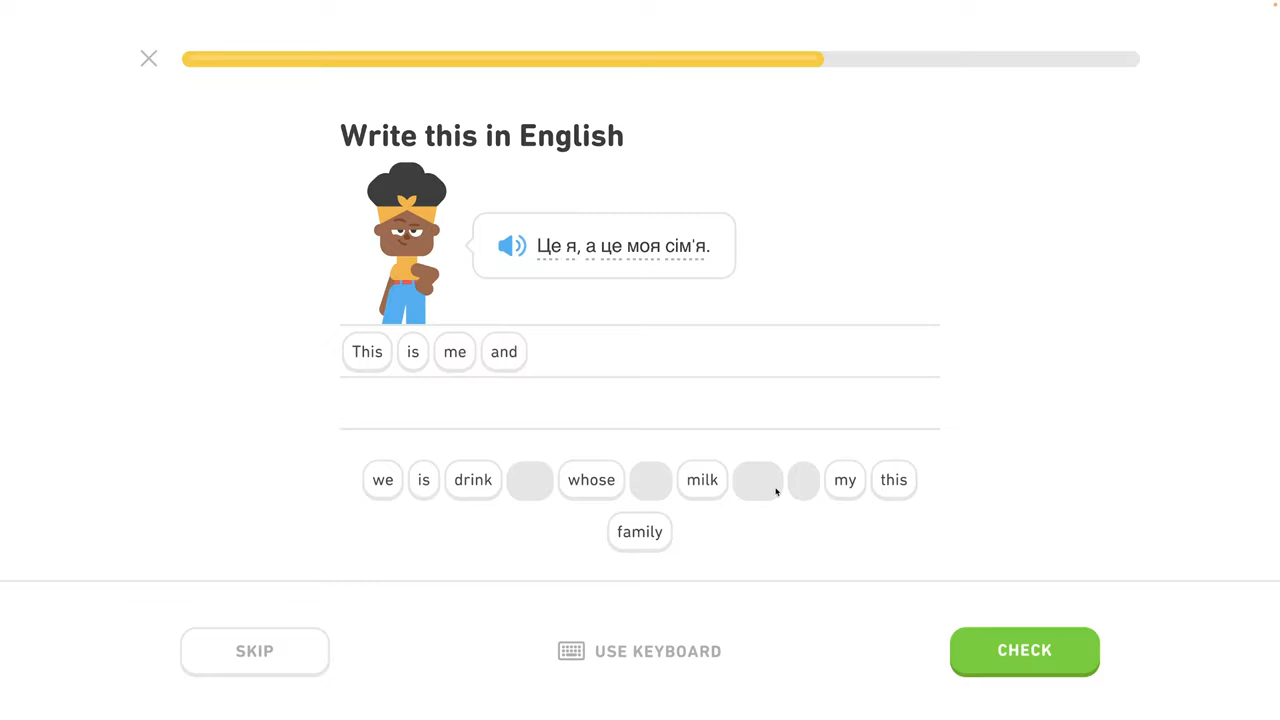 Write this in English
Це я, а це моя сім'я.
This is me and
we is drink whose milk my this
family
SKIP
USE KEYBOARD
CHECK